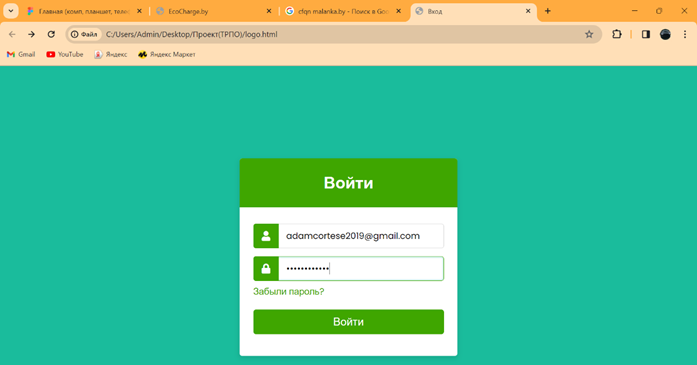 Главная (комп, планшет, телеф
EcoCharge.by
cfqn malanka.by - Поиск в Goo
Вход
Файл
C:/Users/Admin/Desktop/Проект(ТРПО)/logo.html
Gmail
YouTube
Яндекс
Яндекс Маркет
Войти
adamcortese2019@gmail.com
••••••••••••
Забыли пароль?
Войти